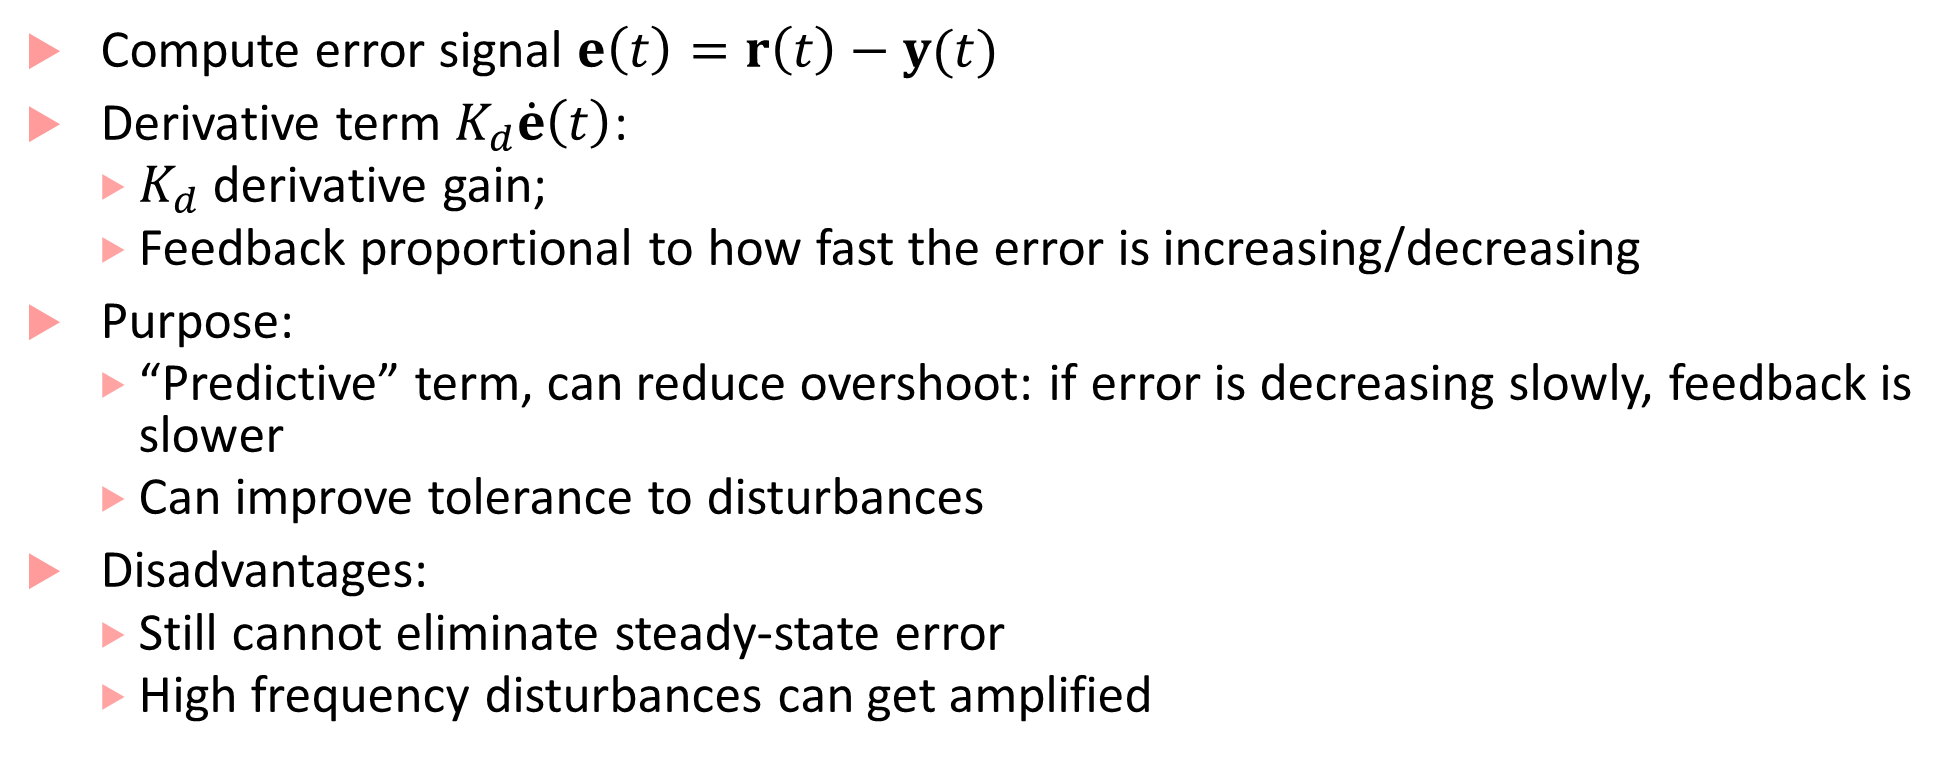 Compute error signal 𝐞(𝑡) = 𝐫(𝑡) − 𝐲(𝑡)
Derivative term 𝐾𝑑𝐞̇(𝑡):
𝐾𝑑 derivative gain;
Feedback proportional to how fast the error is increasing/decreasing
Purpose:
“Predictive” term, can reduce overshoot: if error is decreasing slowly, feedback is
slower
Can improve tolerance to disturbances
Disadvantages:
Still cannot eliminate steady-state error
High frequency disturbances can get amplified